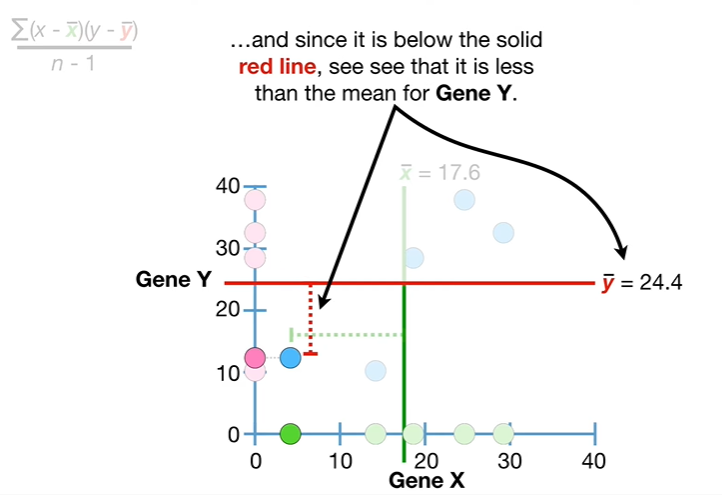 ∑(x - x̄)(y - ȳ)
n - 1
...and since it is below the solid
red line, see see that it is less
than the mean for Gene Y.
x̄ = 17.6
40
30
Gene Y
ȳ = 24.4
20
10
0
0 10 20 30 40
Gene X